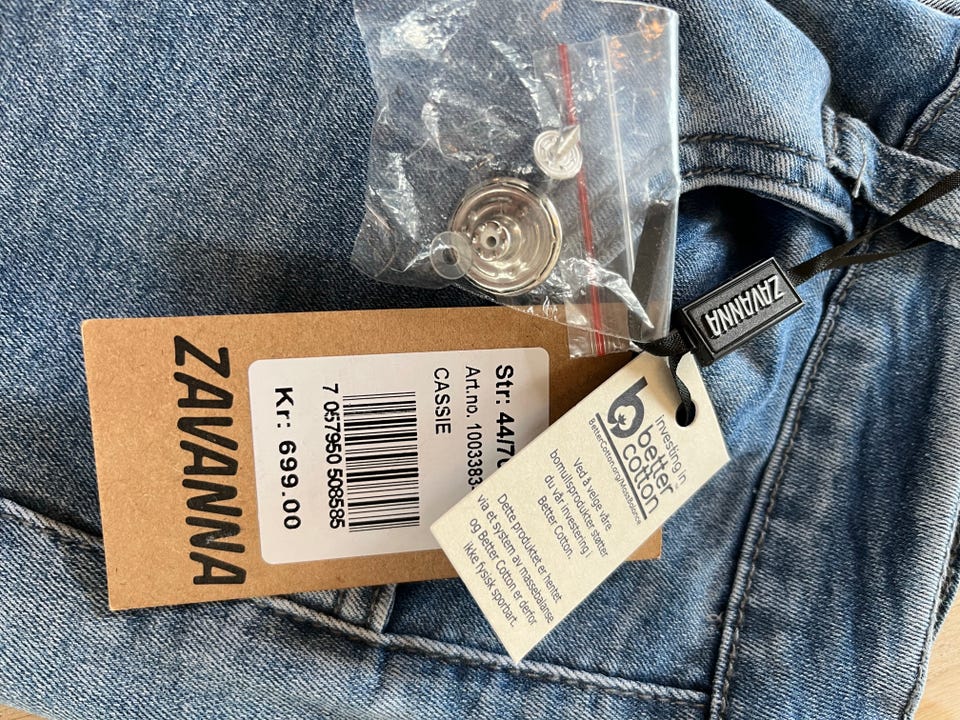 ZAVANNA
Str: 44/7
Art.no. 1003383
CASSIE
7 057950 508585
Kr: 699.00
ZAVANNA
investing in
better
cotton™
BetterCotton.org/MassBalance
Ved å velge våre
bomullsprodukter støtter
du vår investering i
Better Cotton.
Dette produktet er hentet
via et system av massebalanse
og Better Cotton er derfor
ikke fysisk sporbart.